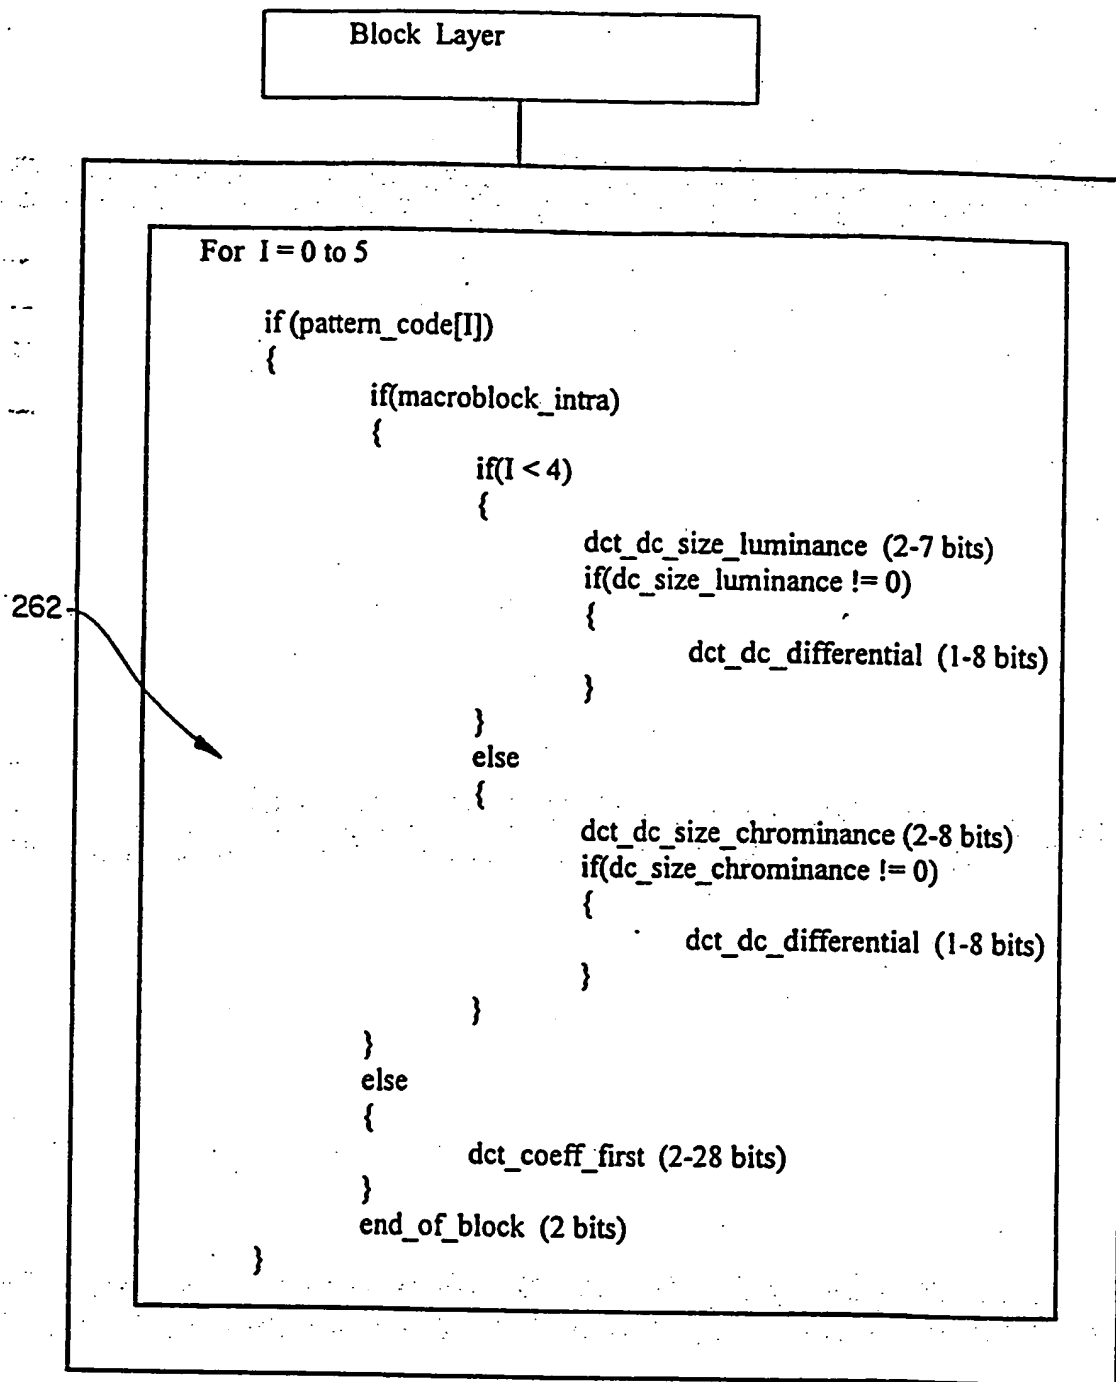 Block Layer
For I = 0 to 5
if (pattern_code[I])
{
if(macroblock_intra)
{
if(I < 4)
{
dct_dc_size_luminance (2-7 bits)
if(dc_size_luminance != 0)
{
dct_dc_differential (1-8 bits)
}
}
else
{
dct_dc_size_chrominance (2-8 bits)
if(dc_size_chrominance != 0)
{
dct_dc_differential (1-8 bits)
}
}
}
else
{
dct_coeff_first (2-28 bits)
}
end_of_block (2 bits)
}
262